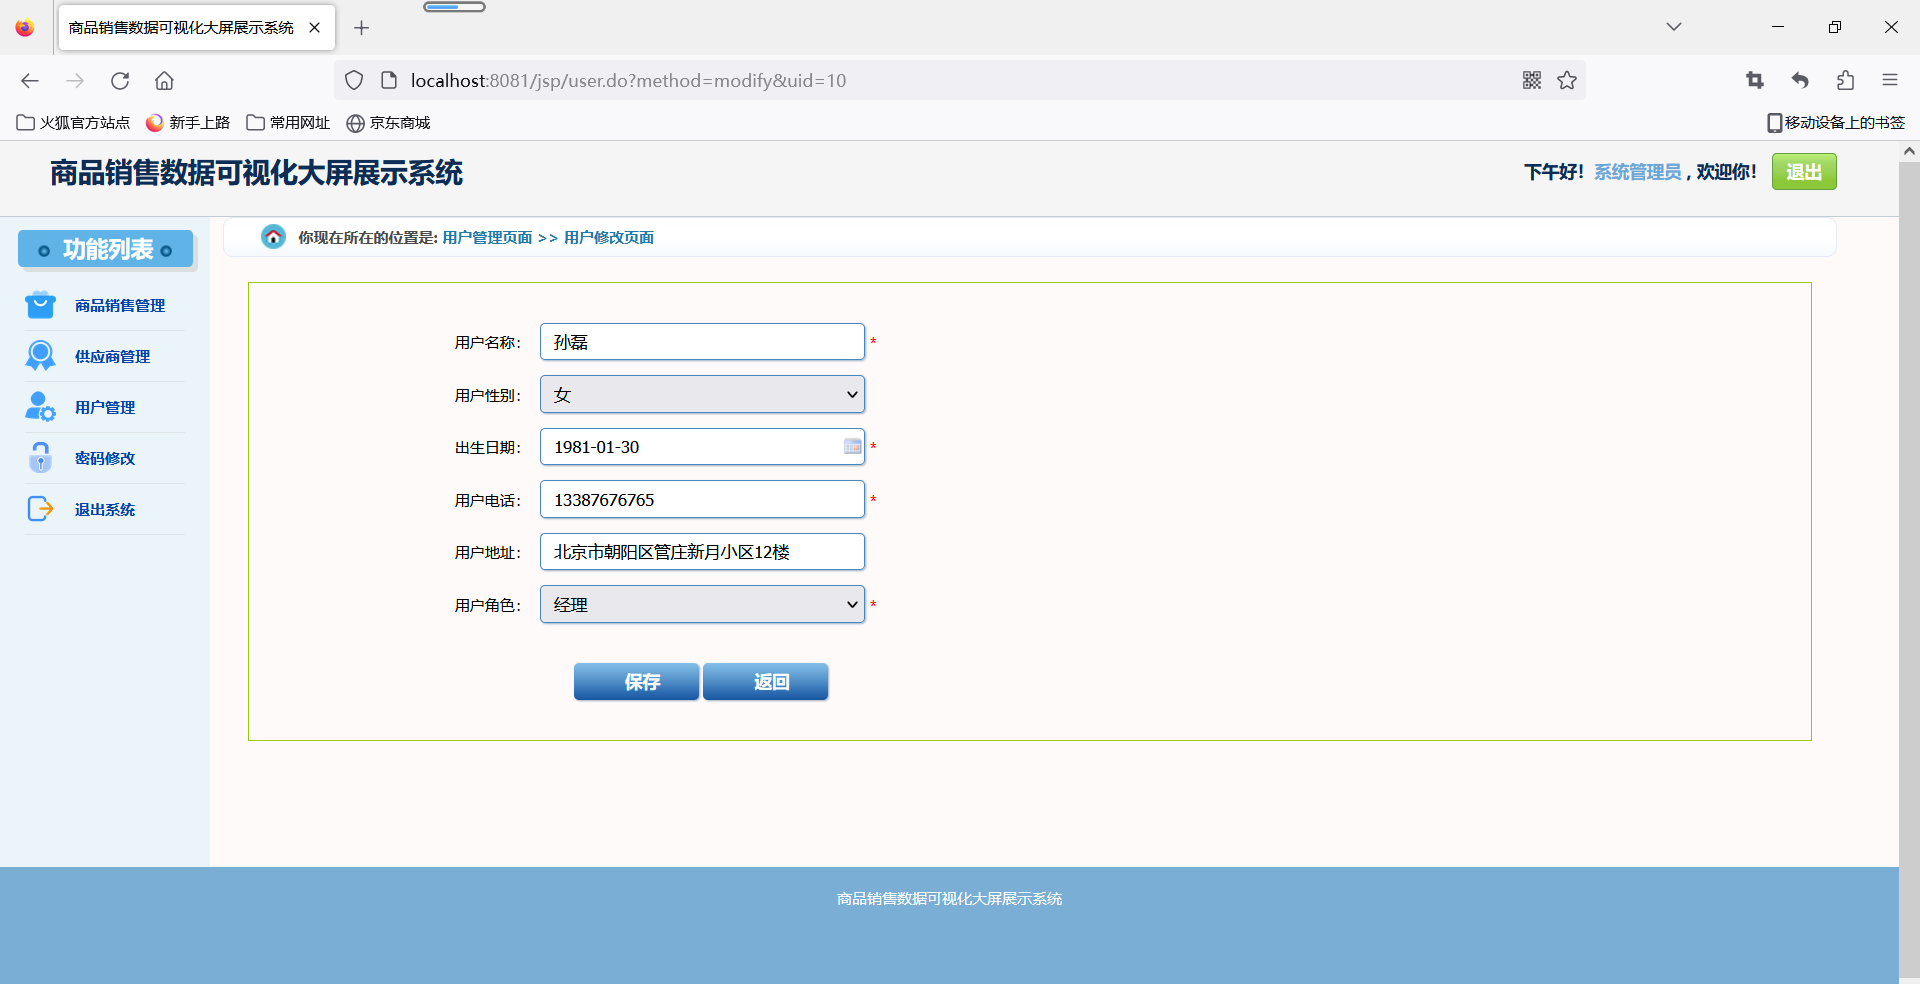 商品销售数据可视化大屏展示系统
localhost:8081/jsp/user.do?method=modify&uid=10
火狐官方站点 新手上路 常用网址 京东商城 移动设备上的书签
商品销售数据可视化大屏展示系统
下午好！系统管理员 , 欢迎你！ 退出
功能列表
商品销售管理
供应商管理
用户管理
密码修改
退出系统
你现在所在的位置是: 用户管理页面 >> 用户修改页面
用户名称： 孙磊 *
用户性别： 女
出生日期： 1981-01-30 *
用户电话： 13387676765 *
用户地址： 北京市朝阳区管庄新月小区12楼
用户角色： 经理 *
保存 返回
商品销售数据可视化大屏展示系统